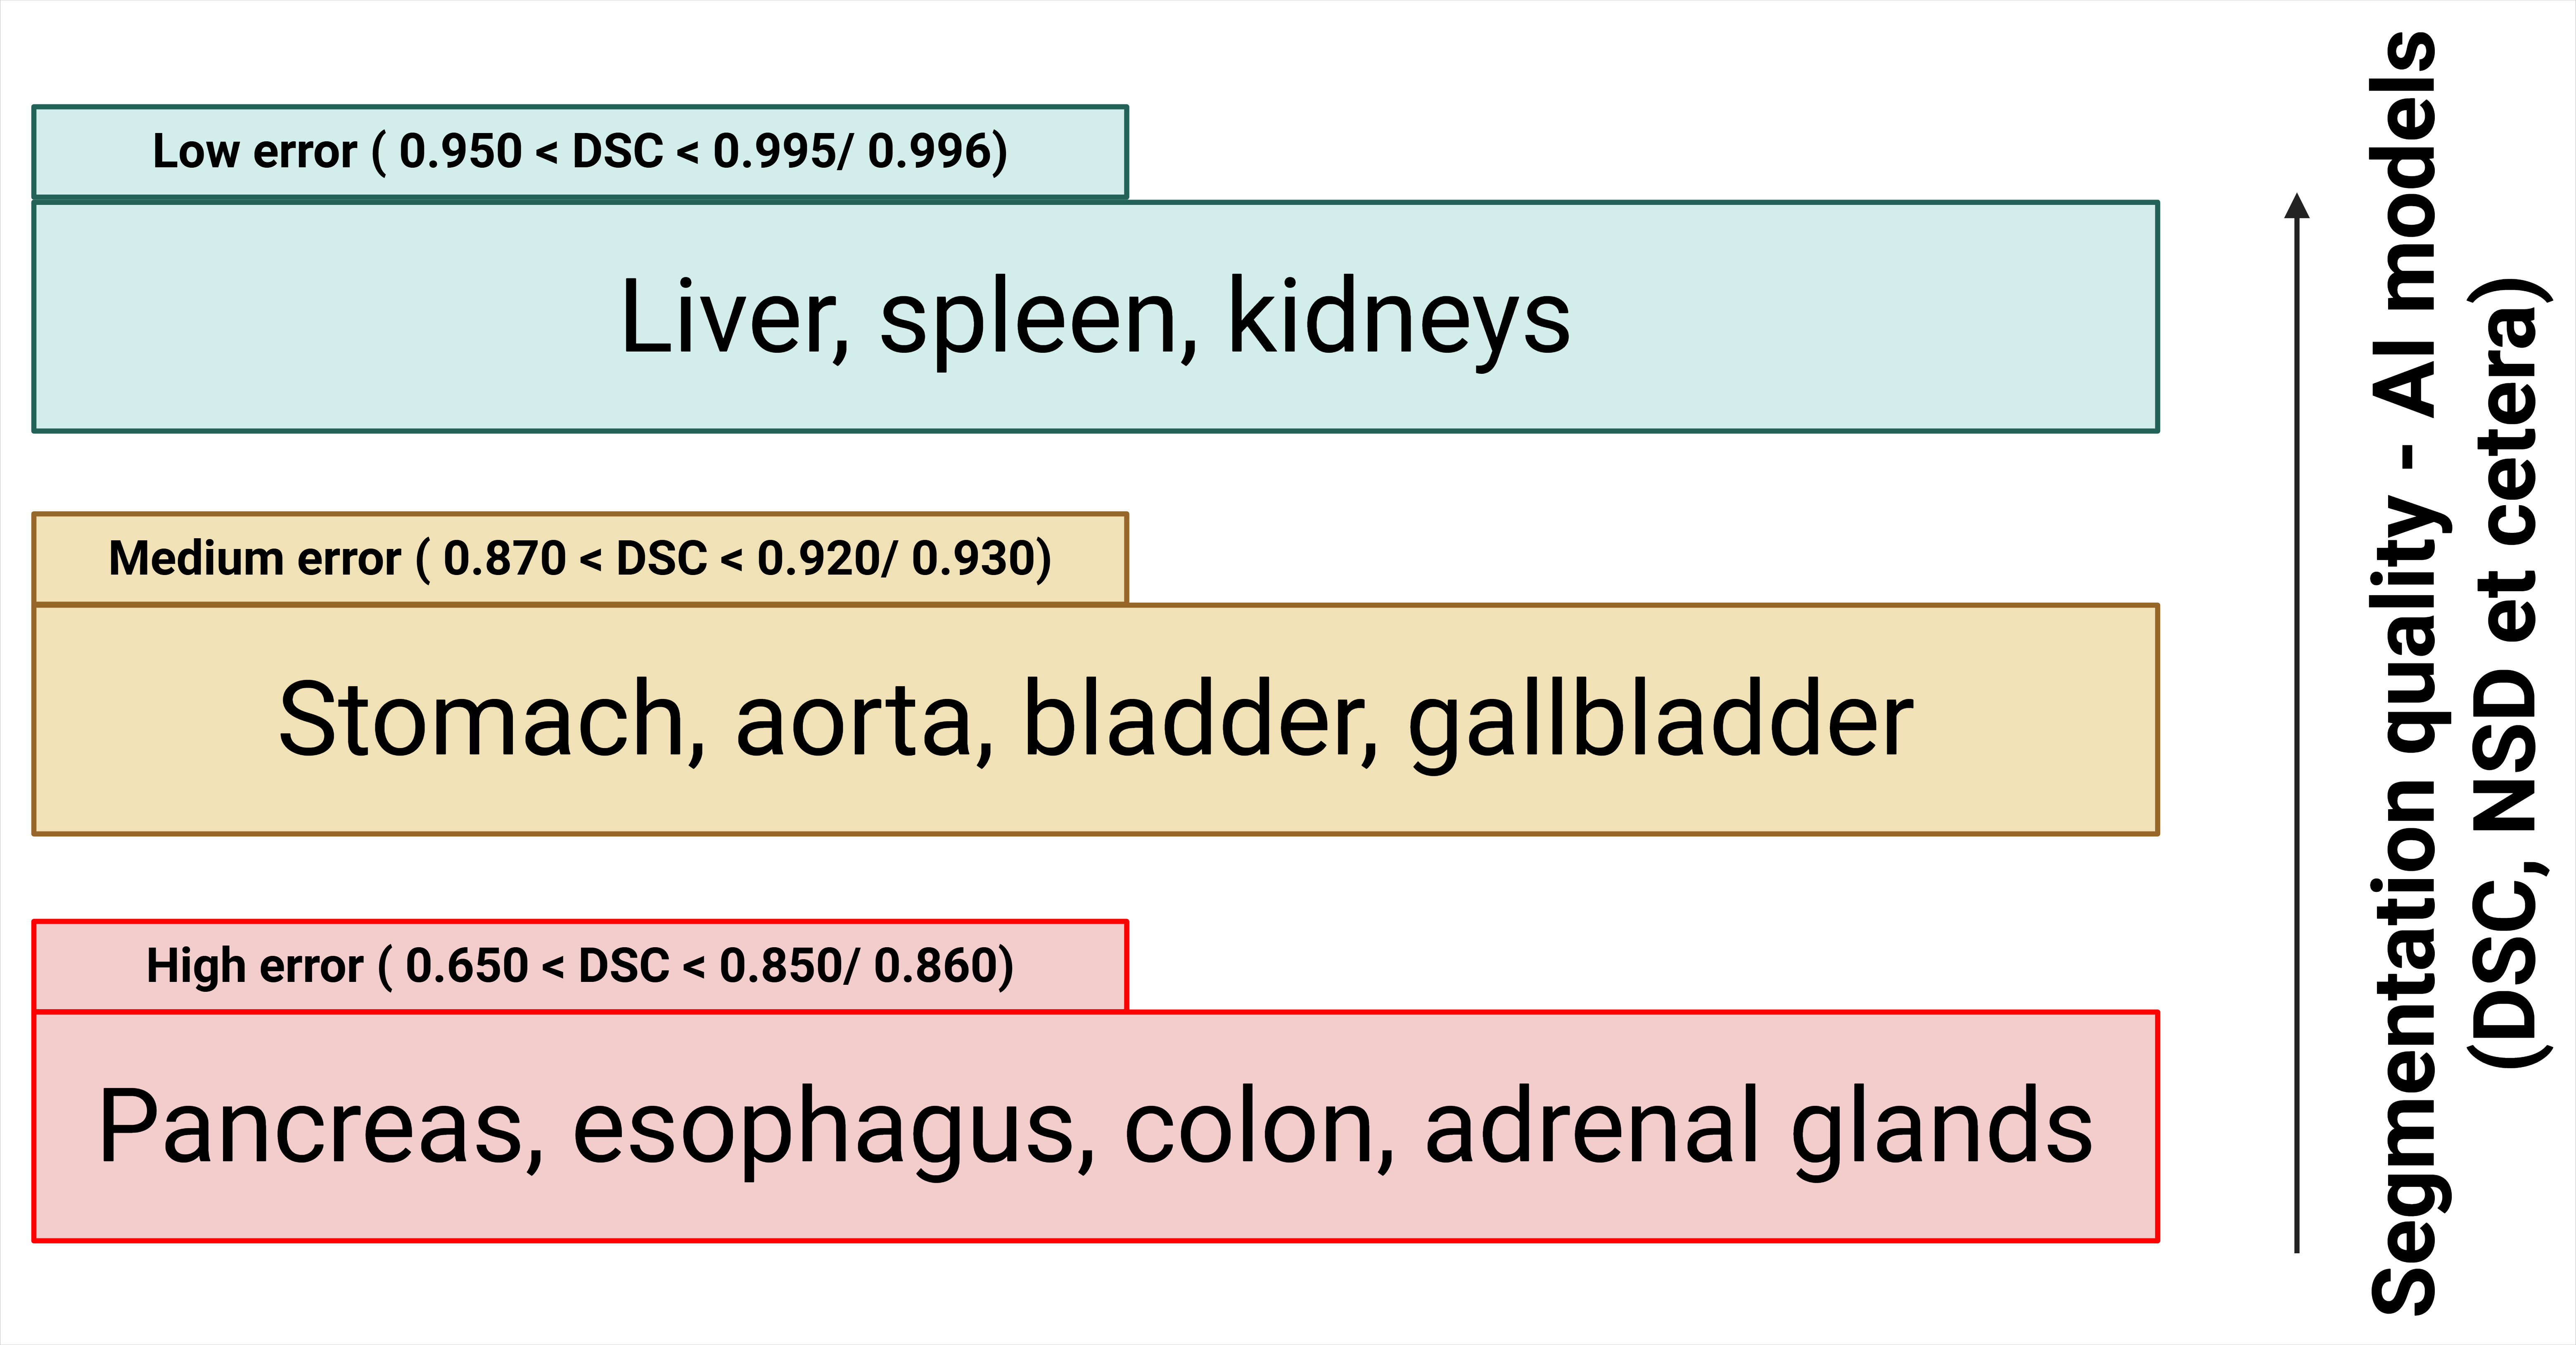 Low error ( 0.950 < DSC < 0.995/ 0.996)
Liver, spleen, kidneys
Medium error ( 0.870 < DSC < 0.920/ 0.930)
Stomach, aorta, bladder, gallbladder
High error ( 0.650 < DSC < 0.850/ 0.860)
Pancreas, esophagus, colon, adrenal glands
Segmentation quality - AI models
(DSC, NSD et cetera)